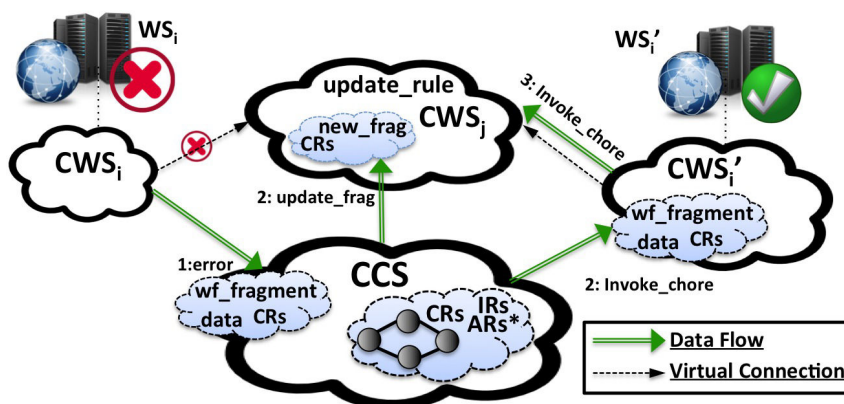 WSi
WSi’
update_rule
CWSj
new_frag
CRs
3: Invoke_chore
CWSi
CWSi’
2: update_frag
wf_fragment
data CRs
1:error
CCS
wf_fragment
data CRs
CRs
IRs
ARs*
2: Invoke_chore
Data Flow
Virtual Connection